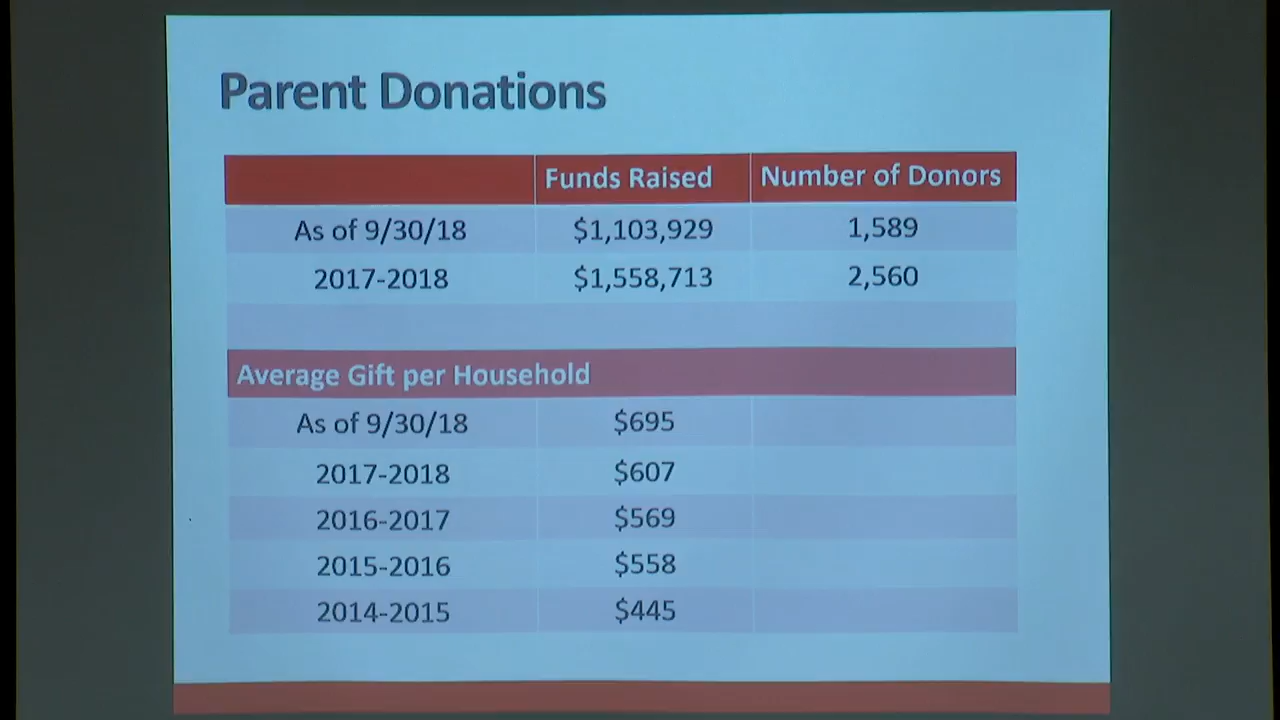 Parent Donations
Funds Raised Number of Donors
As of 9/30/18 $1,103,929 1,589
2017-2018 $1,558,713 2,560
Average Gift per Household
As of 9/30/18 $695
2017-2018 $607
2016-2017 $569
2015-2016 $558
2014-2015 $445